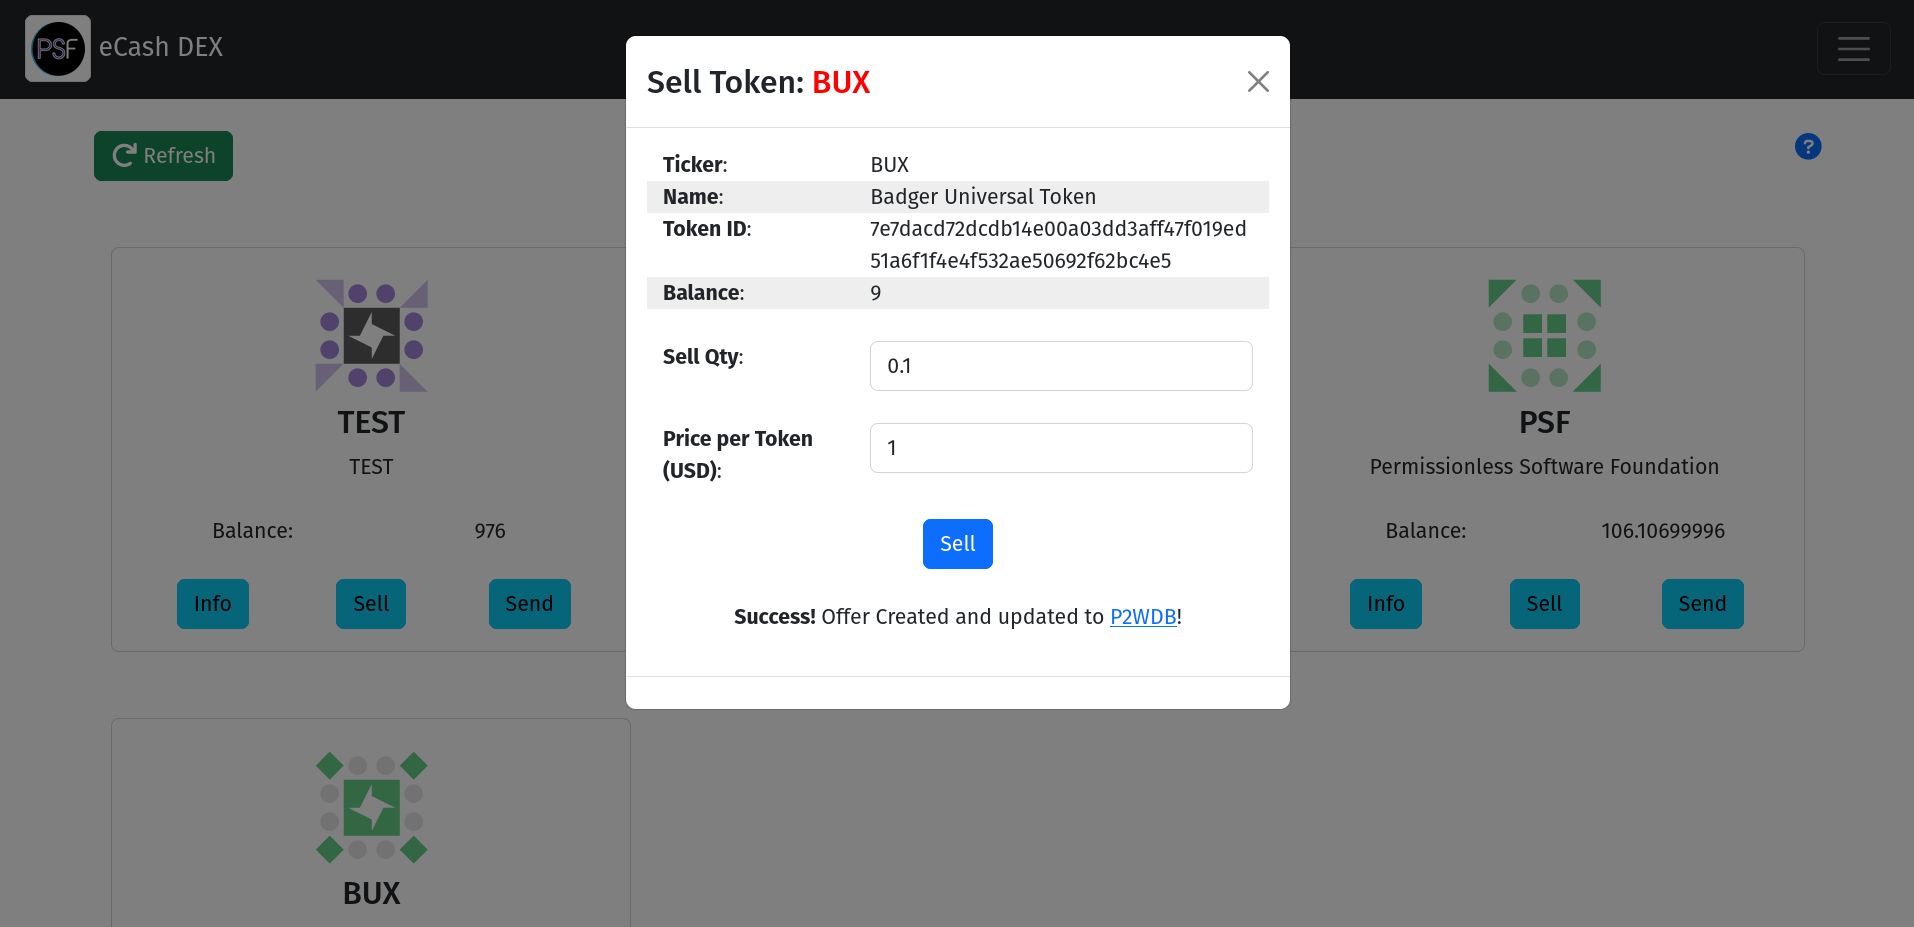 PSF eCash DEX
Sell Token: BUX
Refresh
?
Ticker: BUX
Name: Badger Universal Token
Token ID: 7e7dacd72dcdb14e00a03dd3aff47f019ed
51a6f1f4e4f532ae50692f62bc4e5
Balance: 9
Sell Qty: 0.1
Price per Token
(USD): 1
Sell
Success! Offer Created and updated to P2WDB!
TEST
TEST
Balance: 976
Info Sell Send
PSF
Permissionless Software Foundation
Balance: 106.10699996
Info Sell Send
BUX